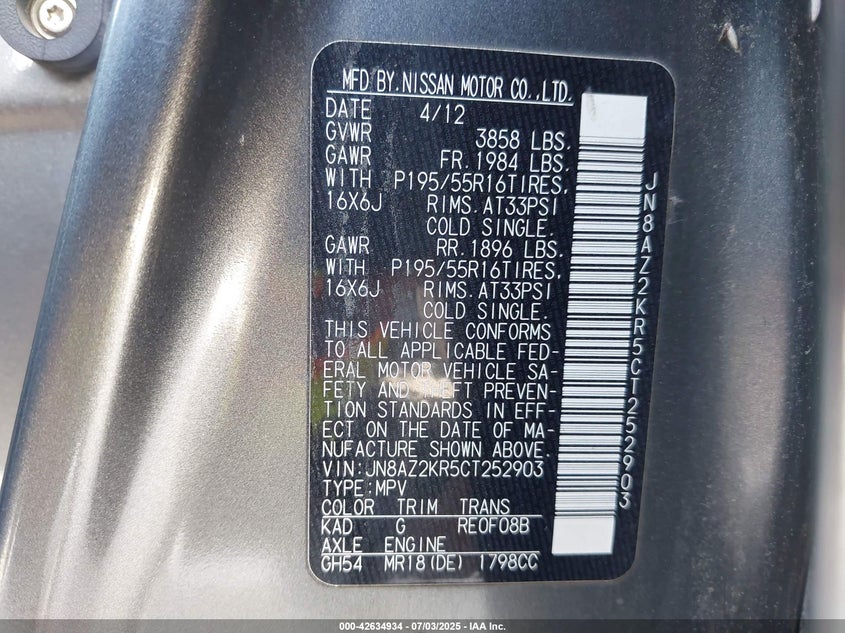 MFD BY. NISSAN MOTOR CO., LTD.
DATE 4/12
GVWR 3858 LBS.
GAWR FR. 1984 LBS.
WITH P195/55R16TIRES,
16X6J RIMS. AT33PSI
COLD SINGLE.
GAWR RR. 1896 LBS.
WITH P195/55R16TIRES,
16X6J RIMS. AT33PSI
COLD SINGLE.
THIS VEHICLE CONFORMS
TO ALL APPLICABLE FED-
ERAL MOTOR VEHICLE SA-
FETY AND THEFT PREVEN-
TION STANDARDS IN EFF-
ECT ON THE DATE OF MA-
NUFACTURE SHOWN ABOVE.
VIN:JN8AZ2KR5CT252903
TYPE:MPV
COLOR TRIM TRANS
KAD G RE0F08B
AXLE ENGINE
GH54 MR18(DE) 1798CC
JN8AZ2KR5CT252903
000-42634934 - 07/03/2025 - IAA Inc.